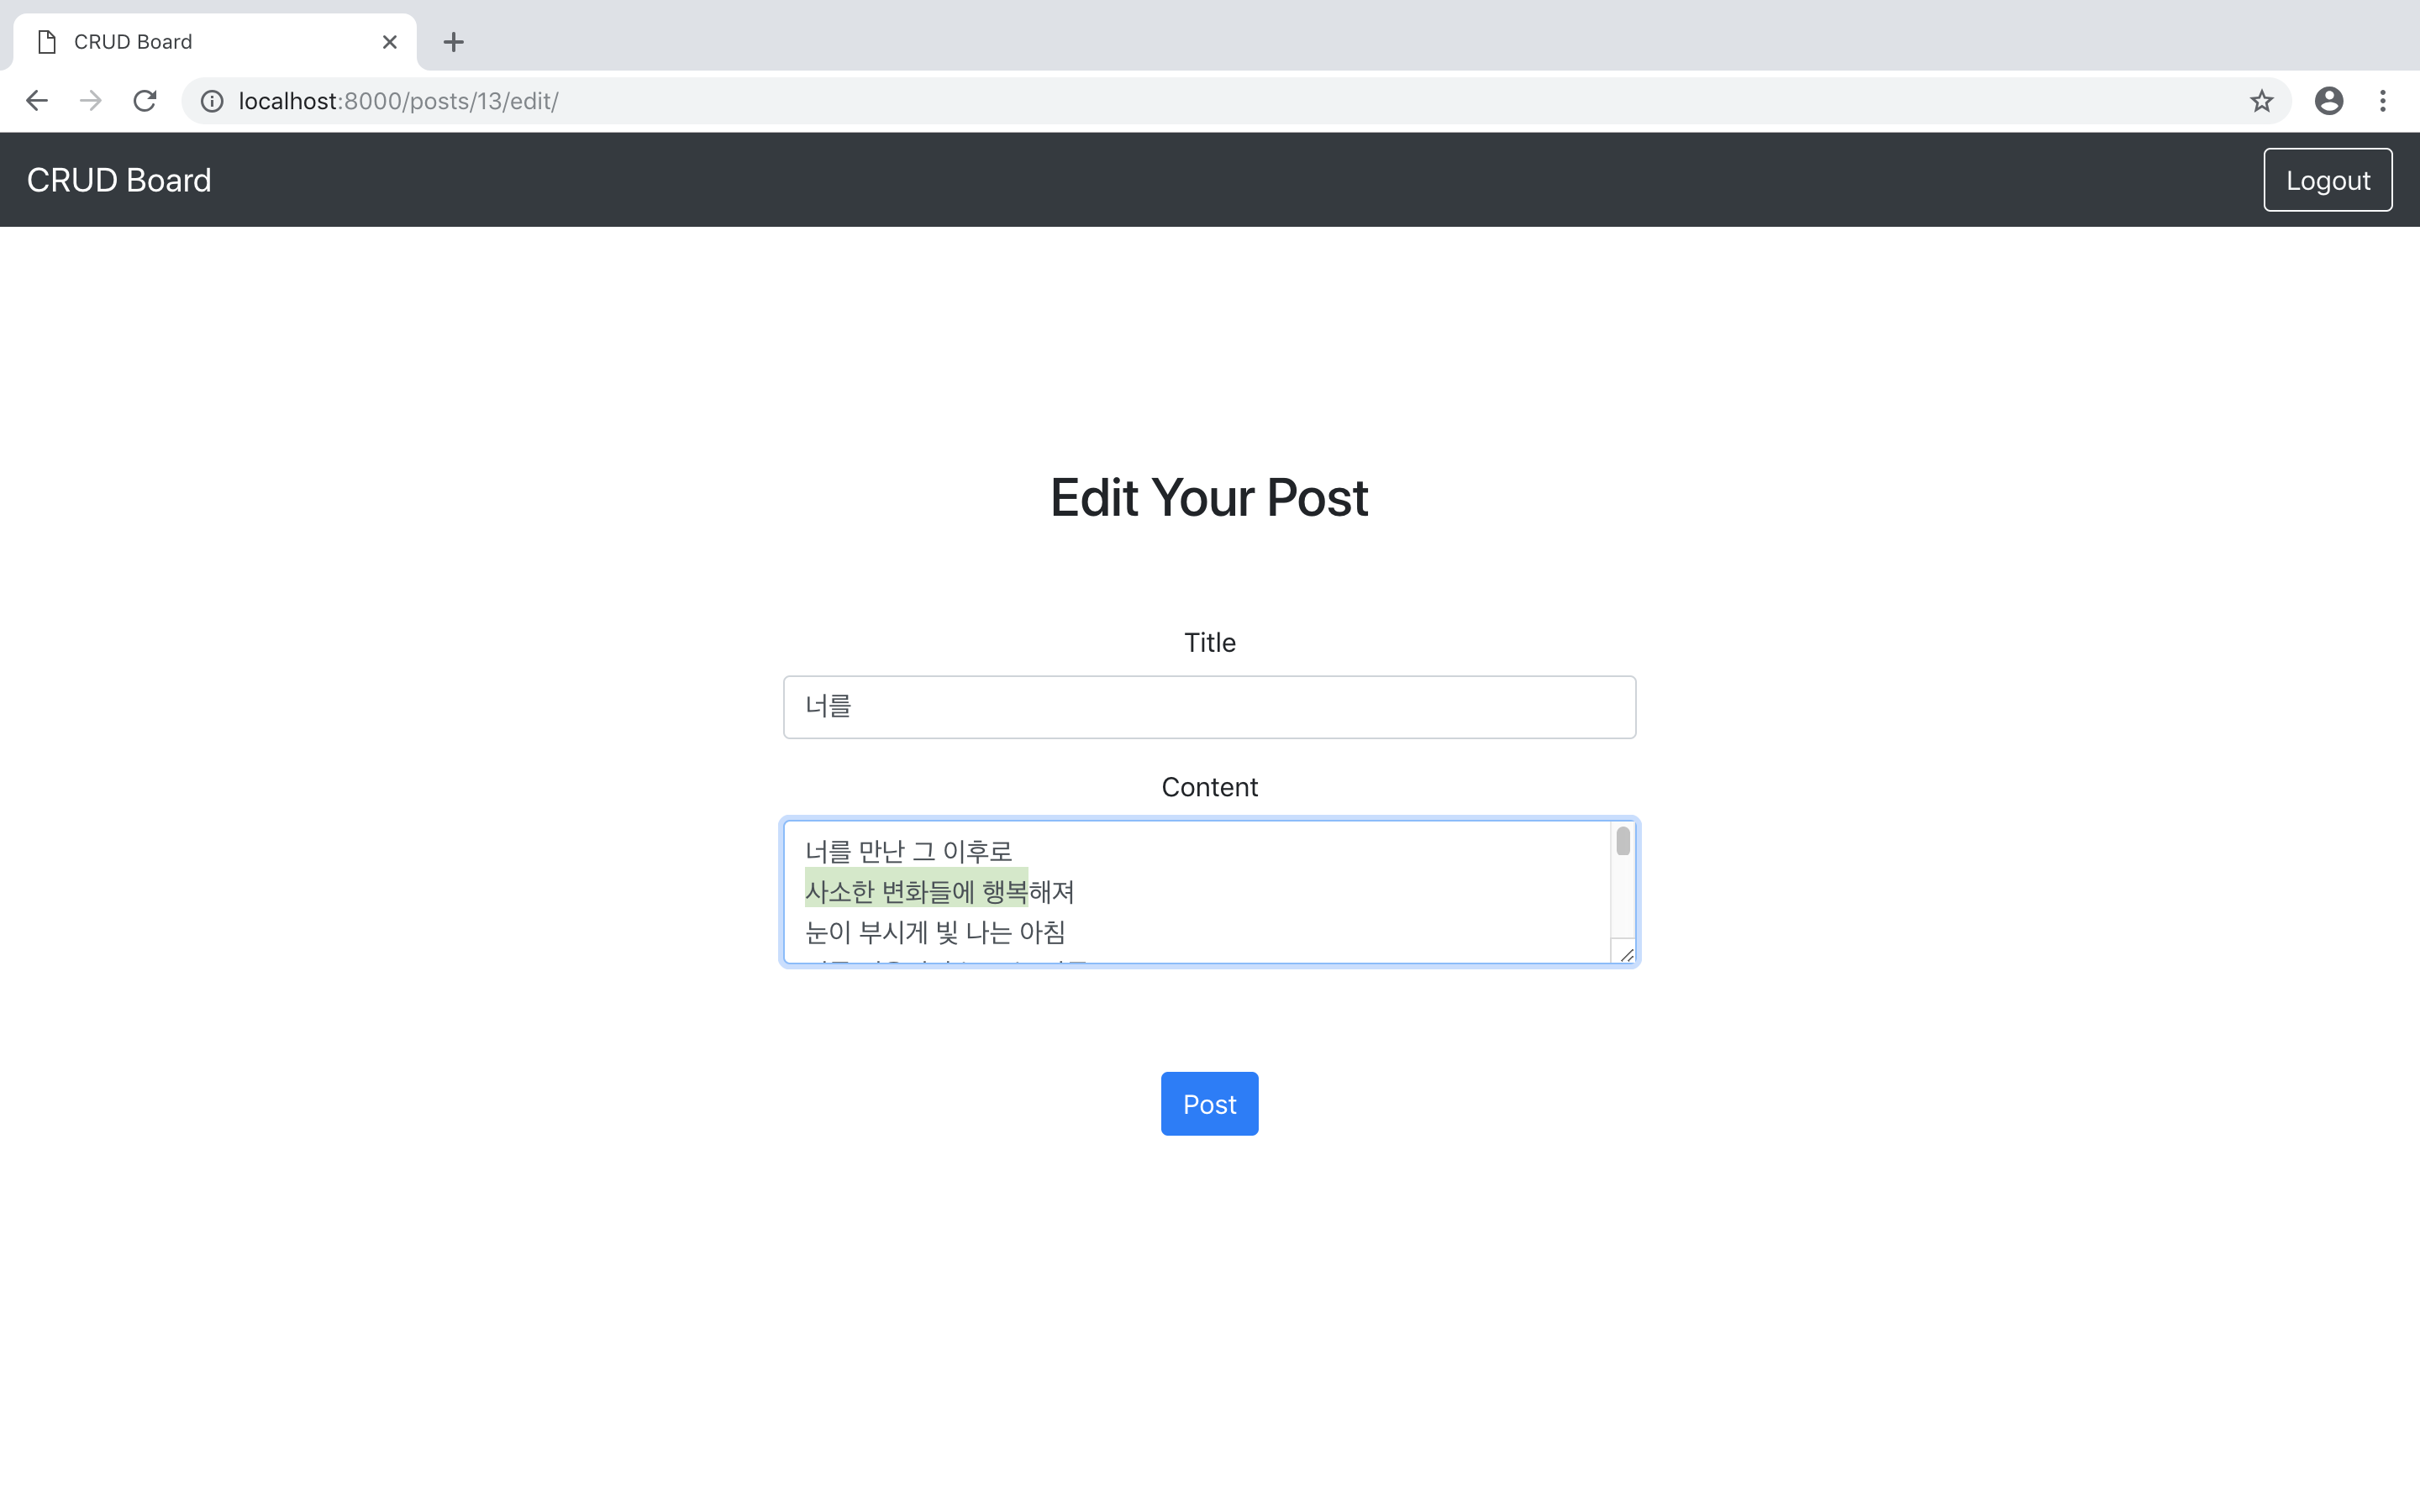 CRUD Board
localhost:8000/posts/13/edit/
CRUD Board
Logout
Edit Your Post
Title
너를
Content
너를 만난 그 이후로
사소한 변화들에 행복해져
눈이 부시게 빛 나는 아침
Post